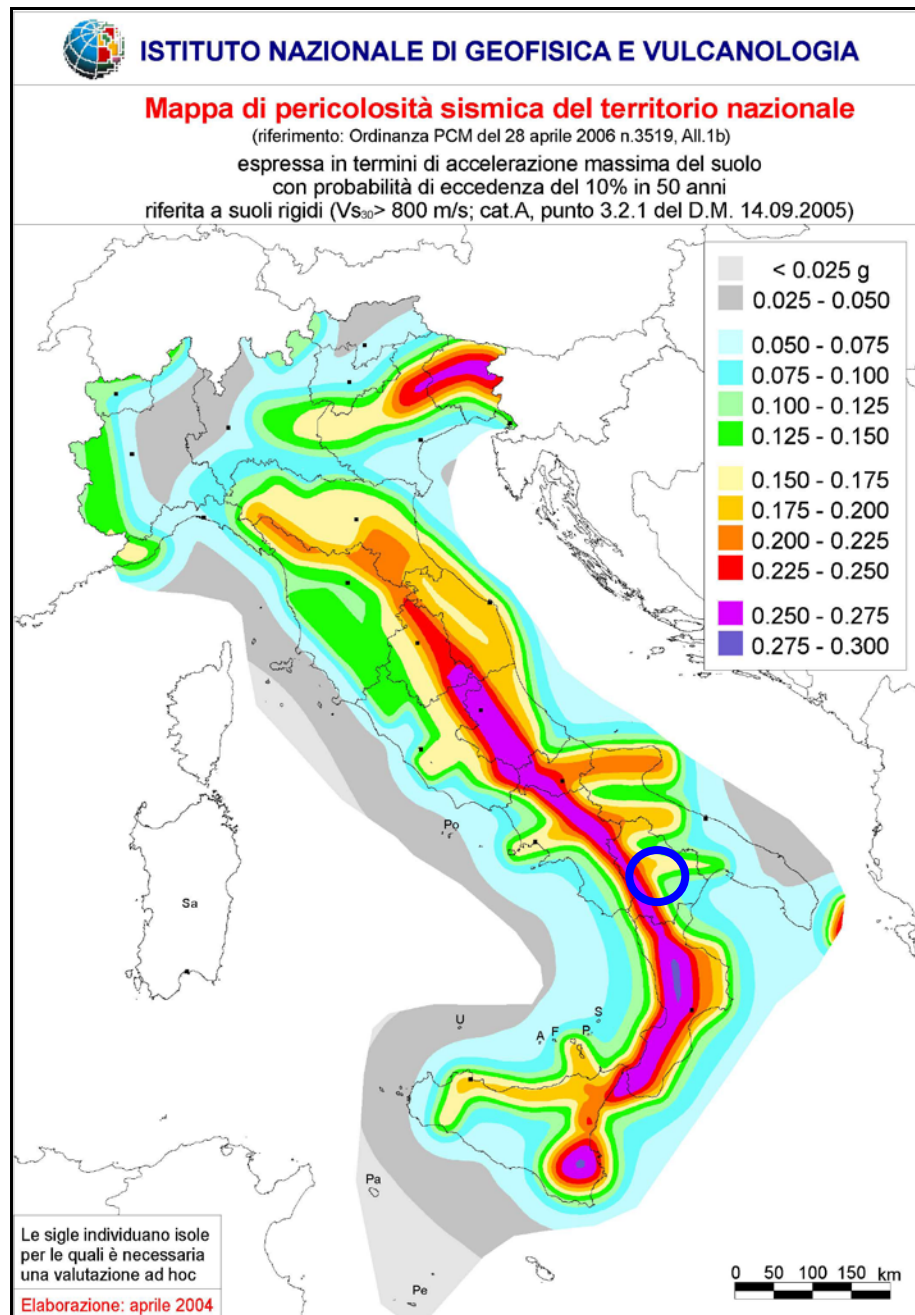 ISTITUTO NAZIONALE DI GEOFISICA E VULCANOLOGIA
Mappa di pericolosità sismica del territorio nazionale
(riferimento: Ordinanza PCM del 28 aprile 2006 n.3519, All.1b)
espressa in termini di accelerazione massima del suolo
con probabilità di eccedenza del 10% in 50 anni
riferita a suoli rigidi (Vs₃₀> 800 m/s; cat.A, punto 3.2.1 del D.M. 14.09.2005)
< 0.025 g
0.025 - 0.050
0.050 - 0.075
0.075 - 0.100
0.100 - 0.125
0.125 - 0.150
0.150 - 0.175
0.175 - 0.200
0.200 - 0.225
0.225 - 0.250
0.250 - 0.275
0.275 - 0.300
Po
Sa
U
A
F
P
S
Pa
Pe
Le sigle individuano isole
per le quali è necessaria
una valutazione ad hoc
Elaborazione: aprile 2004
0 50 100 150 km